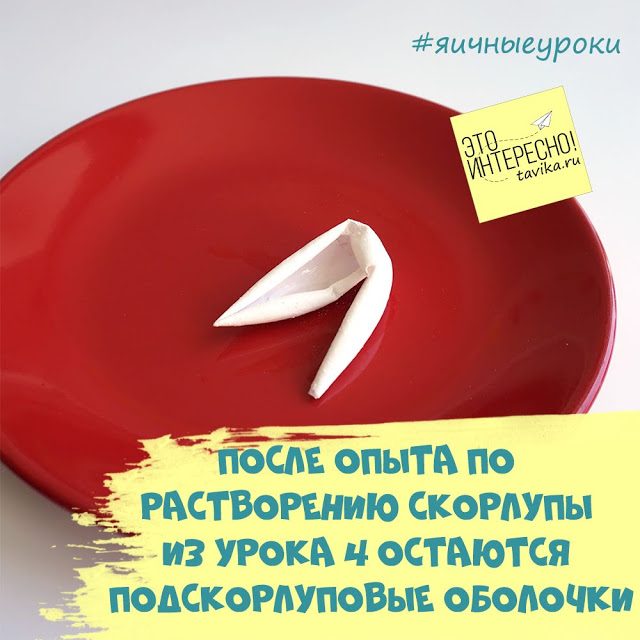 #яичныеуроки
ЭТО
ИНТЕРЕСНО!
tavika.ru
ПОСЛЕ ОПЫТА ПО
РАСТВОРЕНИЮ СКОРЛУПЫ
ИЗ УРОКА 4 ОСТАЮТСЯ
ПОДСКОРЛУПОВЫЕ ОБОЛОЧКИ